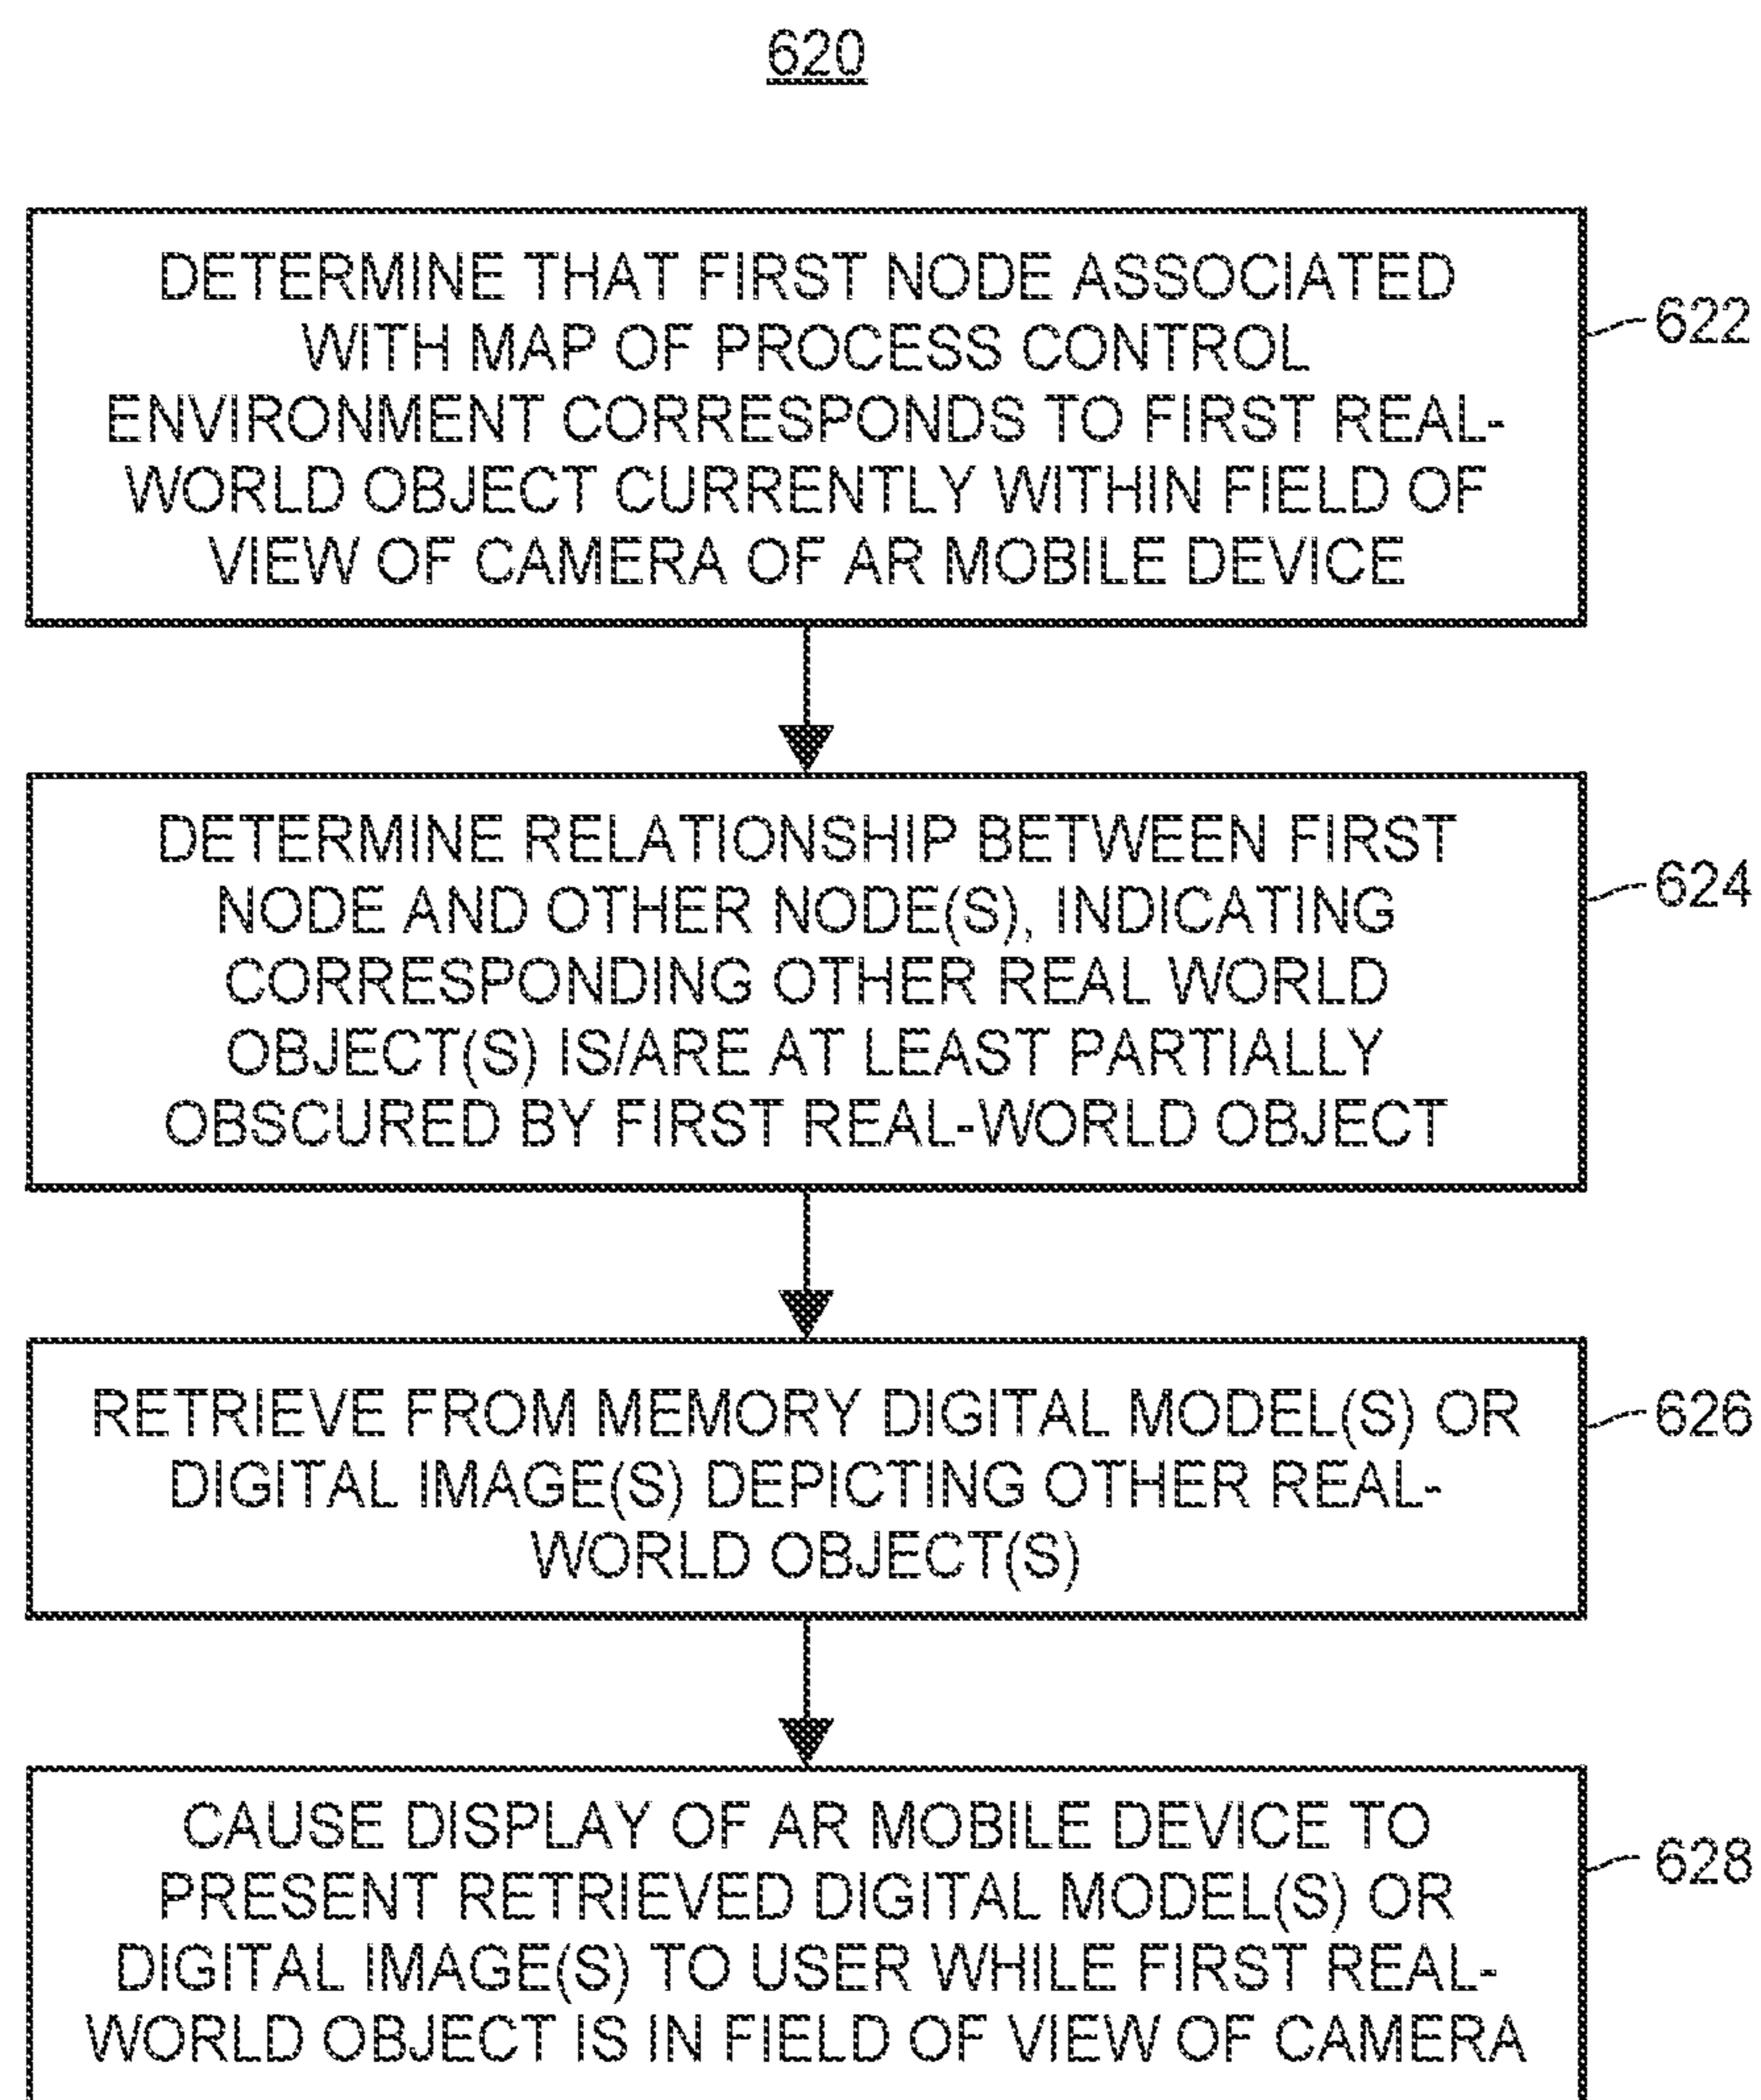 620
DETERMINE THAT FIRST NODE ASSOCIATED
WITH MAP OF PROCESS CONTROL
ENVIRONMENT CORRESPONDS TO FIRST REAL-
WORLD OBJECT CURRENTLY WITHIN FIELD OF
VIEW OF CAMERA OF AR MOBILE DEVICE
622
DETERMINE RELATIONSHIP BETWEEN FIRST
NODE AND OTHER NODE(S), INDICATING
CORRESPONDING OTHER REAL WORLD
OBJECT(S) IS/ARE AT LEAST PARTIALLY
OBSCURED BY FIRST REAL-WORLD OBJECT
624
RETRIEVE FROM MEMORY DIGITAL MODEL(S) OR
DIGITAL IMAGE(S) DEPICTING OTHER REAL-
WORLD OBJECT(S)
626
CAUSE DISPLAY OF AR MOBILE DEVICE TO
PRESENT RETRIEVED DIGITAL MODEL(S) OR
DIGITAL IMAGE(S) TO USER WHILE FIRST REAL-
WORLD OBJECT IS IN FIELD OF VIEW OF CAMERA
628